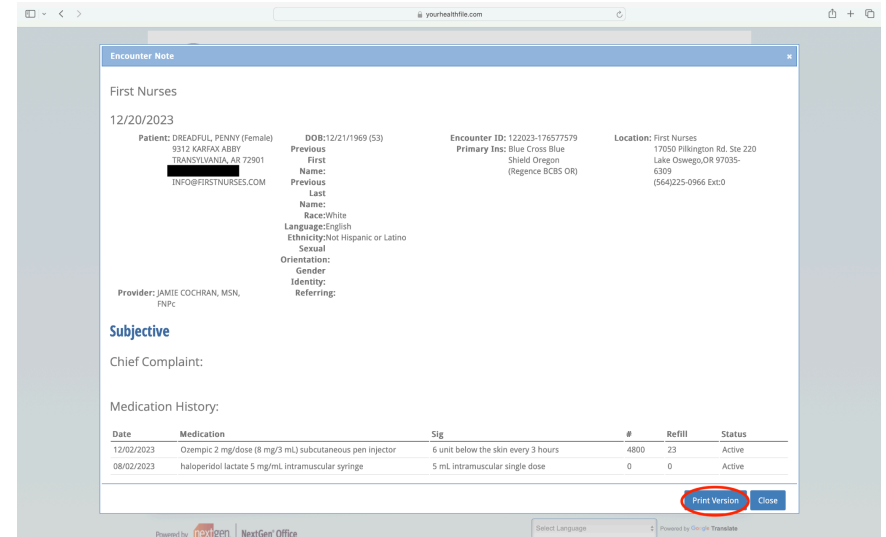 yourhealthfile.com
Encounter Note
×
First Nurses
12/20/2023
Patient: DREADFUL, PENNY (Female)
9312 KARFAX ABBY
TRANSYLVANIA, AR 72901
INFO@FIRSTNURSES.COM
Provider: JAMIE COCHRAN, MSN,
FNPc
DOB:12/21/1969 (53)
Previous
First
Name:
Previous
Last
Name:
Race:White
Language:English
Ethnicity:Not Hispanic or Latino
Sexual
Orientation:
Gender
Identity:
Referring:
Encounter ID: 122023-176577579
Primary Ins: Blue Cross Blue
Shield Oregon
(Regence BCBS OR)
Location: First Nurses
17050 Pilkington Rd. Ste 220
Lake Oswego,OR 97035-
6309
(564)225-0966 Ext:0
Subjective
Chief Complaint:
Medication History:
Date Medication Sig # Refill Status
12/02/2023 Ozempic 2 mg/dose (8 mg/3 mL) subcutaneous pen injector 6 unit below the skin every 3 hours 4800 23 Active
08/02/2023 haloperidol lactate 5 mg/mL intramuscular syringe 5 mL intramuscular single dose 0 0 Active
Print Version Close
Powered by nextgen NextGen® Office
Select Language Powered by Google Translate